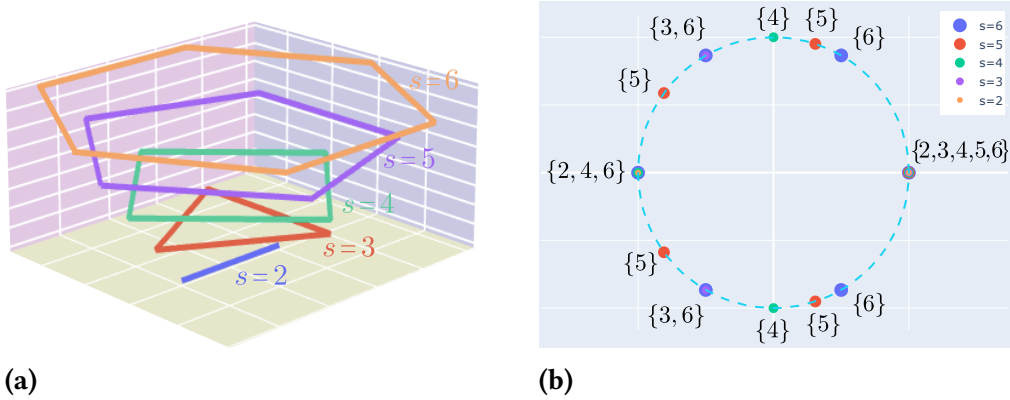 s=6
s=5
s=4
s=3
s=2
(a)
{4}
{5}
{3, 6}
{6}
{5}
{2, 4, 6}
{2,3,4,5,6}
{5}
{3, 6}
{6}
{4}
{5}
s=6
s=5
s=4
s=3
s=2
(b)